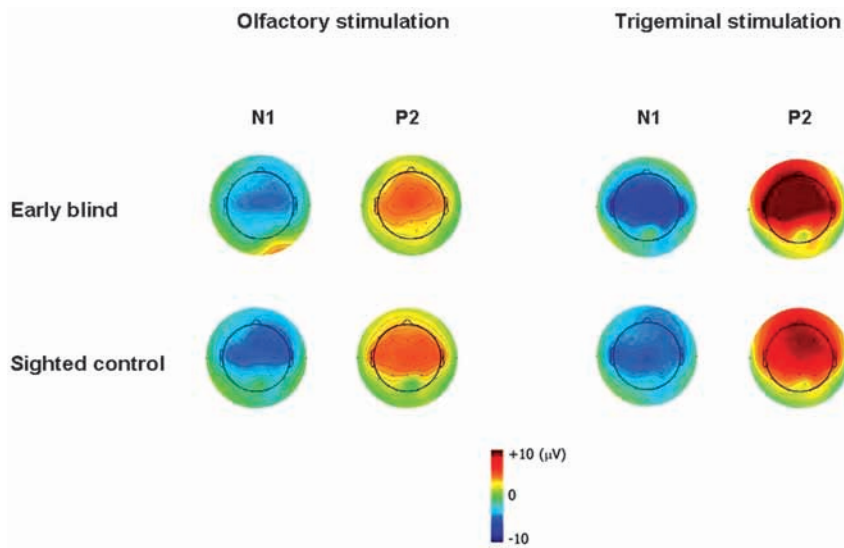 Olfactory stimulation Trigeminal stimulation
N1 P2 N1 P2
Early blind
Sighted control
+10 (μV)
0
-10